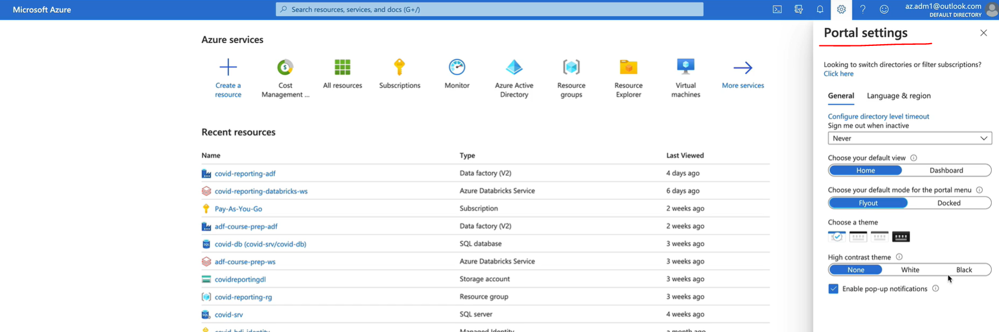 Microsoft Azure
Search resources, services, and docs (G+/)
az.adm1@outlook.com
DEFAULT DIRECTORY
Azure services
Create a resource
Cost Management ...
All resources
Subscriptions
Monitor
Azure Active Directory
Resource groups
Resource Explorer
Virtual machines
More services
Recent resources
Name Type Last Viewed
covid-reporting-adf Data factory (V2) 4 days ago
covid-reporting-databricks-ws Azure Databricks Service 6 days ago
Pay-As-You-Go Subscription 2 weeks ago
adf-course-prep-adf Data factory (V2) 2 weeks ago
covid-db (covid-srv/covid-db) SQL database 3 weeks ago
adf-course-prep-ws Azure Databricks Service 3 weeks ago
covidreportingdl Storage account 3 weeks ago
covid-reporting-rg Resource group 3 weeks ago
covid-srv SQL server 4 weeks ago
covid-hdi-identity Managed Identity a month ago
Portal settings
Looking to switch directories or filter subscriptions?
Click here
General Language & region
Configure directory level timeout
Sign me out when inactive
Never
Choose your default view
Home Dashboard
Choose your default mode for the portal menu
Flyout Docked
Choose a theme
High contrast theme
None White Black
Enable pop-up notifications